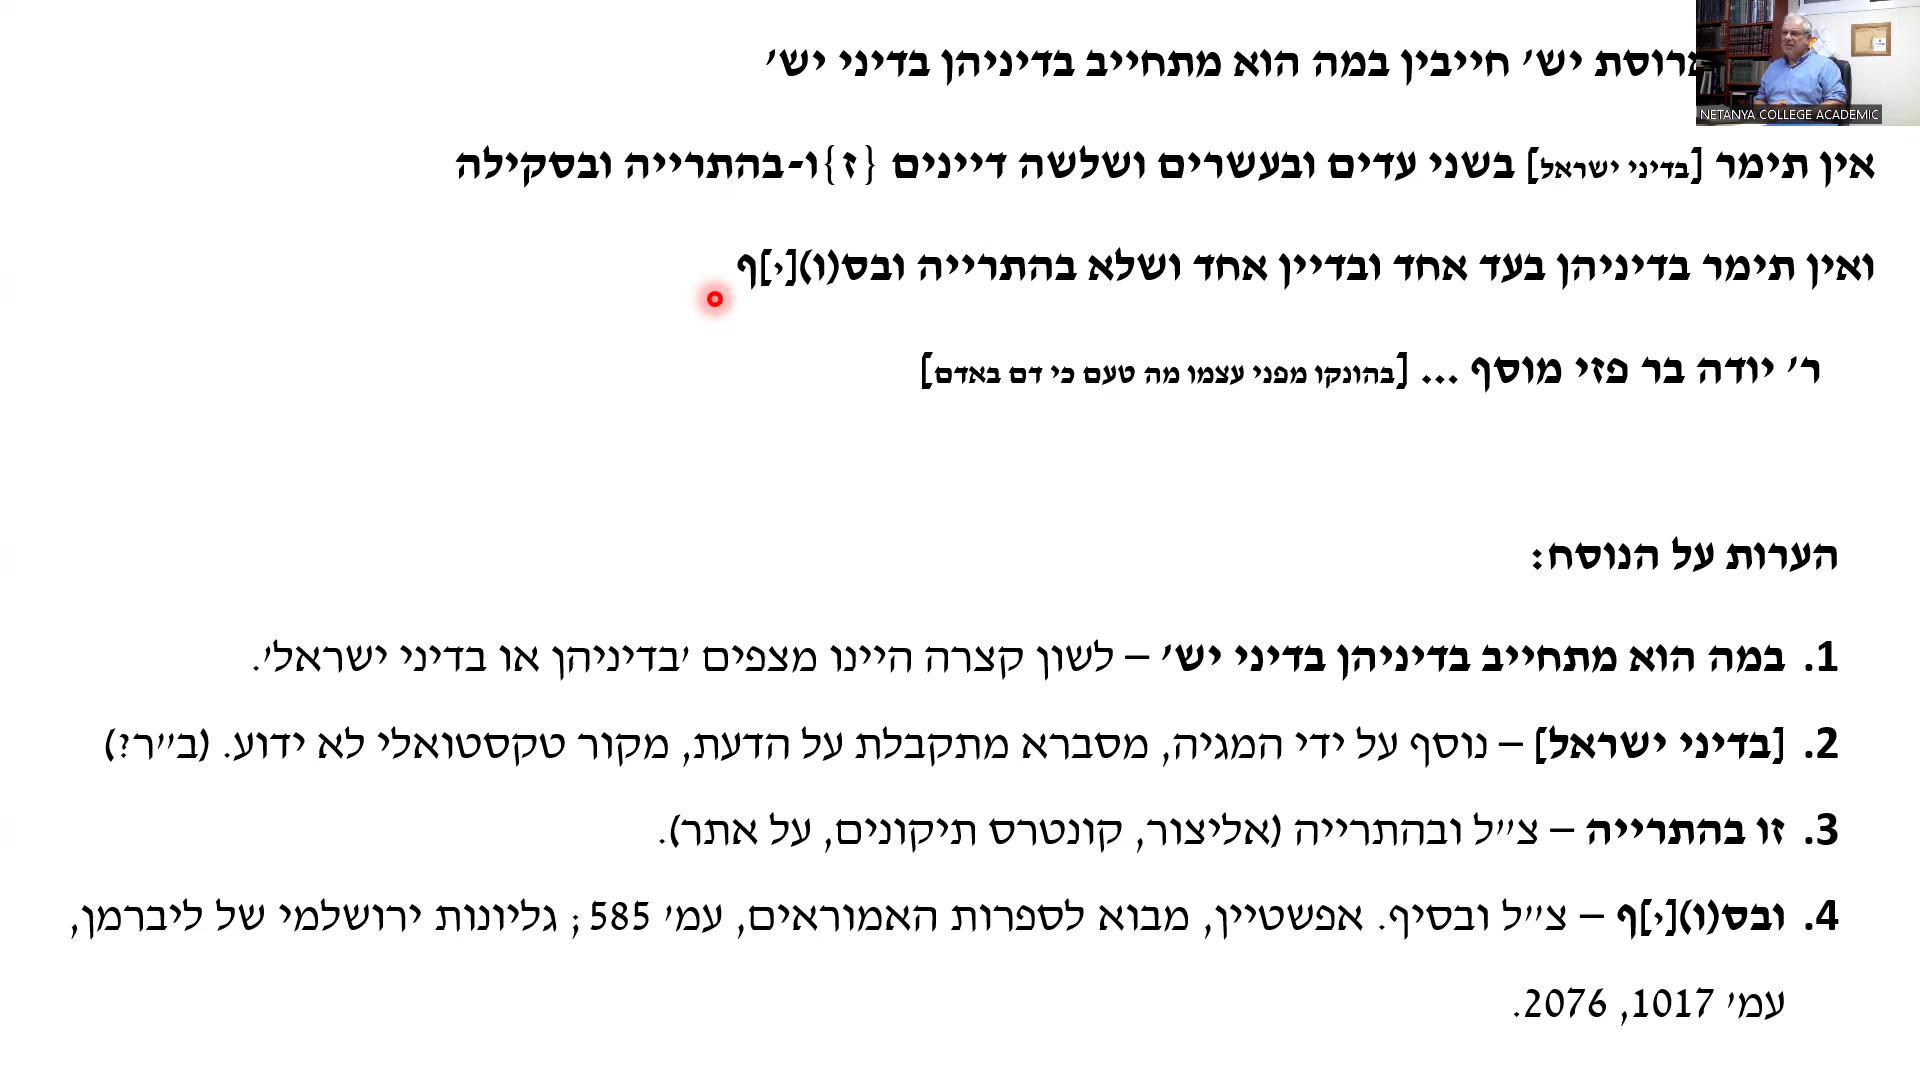 NETANYA COLLEGE ACADEMIC
יש׳ חייבין במה הוא מתחייב בדיניהן בדיני יש׳
אין תימר [בדיני ישראל] בשני עדים ובעשרים ושלשה דיינים {ז}ו-בהתרייה ובסקילה
ואין תימר בדיניהן בעד אחד ובדיין אחד ושלא בהתרייה ובס(ו)[י]ף
ר׳ יודה בר פזי מוסף ... [בהונקו מפני עצמו מה טעם כי דם באדם]
הערות על הנוסח:
1. במה הוא מתחייב בדיניהן בדיני יש׳ – לשון קצרה היינו מצפים ׳בדיניהן או בדיני ישראל׳.
2. [בדיני ישראל] – נוסף על ידי המגיה, מסברא מתקבלת על הדעת, מקור טקסטואלי לא ידוע. (ב״ר?)
3. זו בהתרייה – צ״ל ובהתרייה (אליצור, קונטרס תיקונים, על אתר).
4. ובס(ו)[י]ף – צ״ל ובסיף. אפשטיין, מבוא לספרות האמוראים, עמ׳ 585; גליונות ירושלמי של ליברמן,
עמ׳ 1017, 2076.